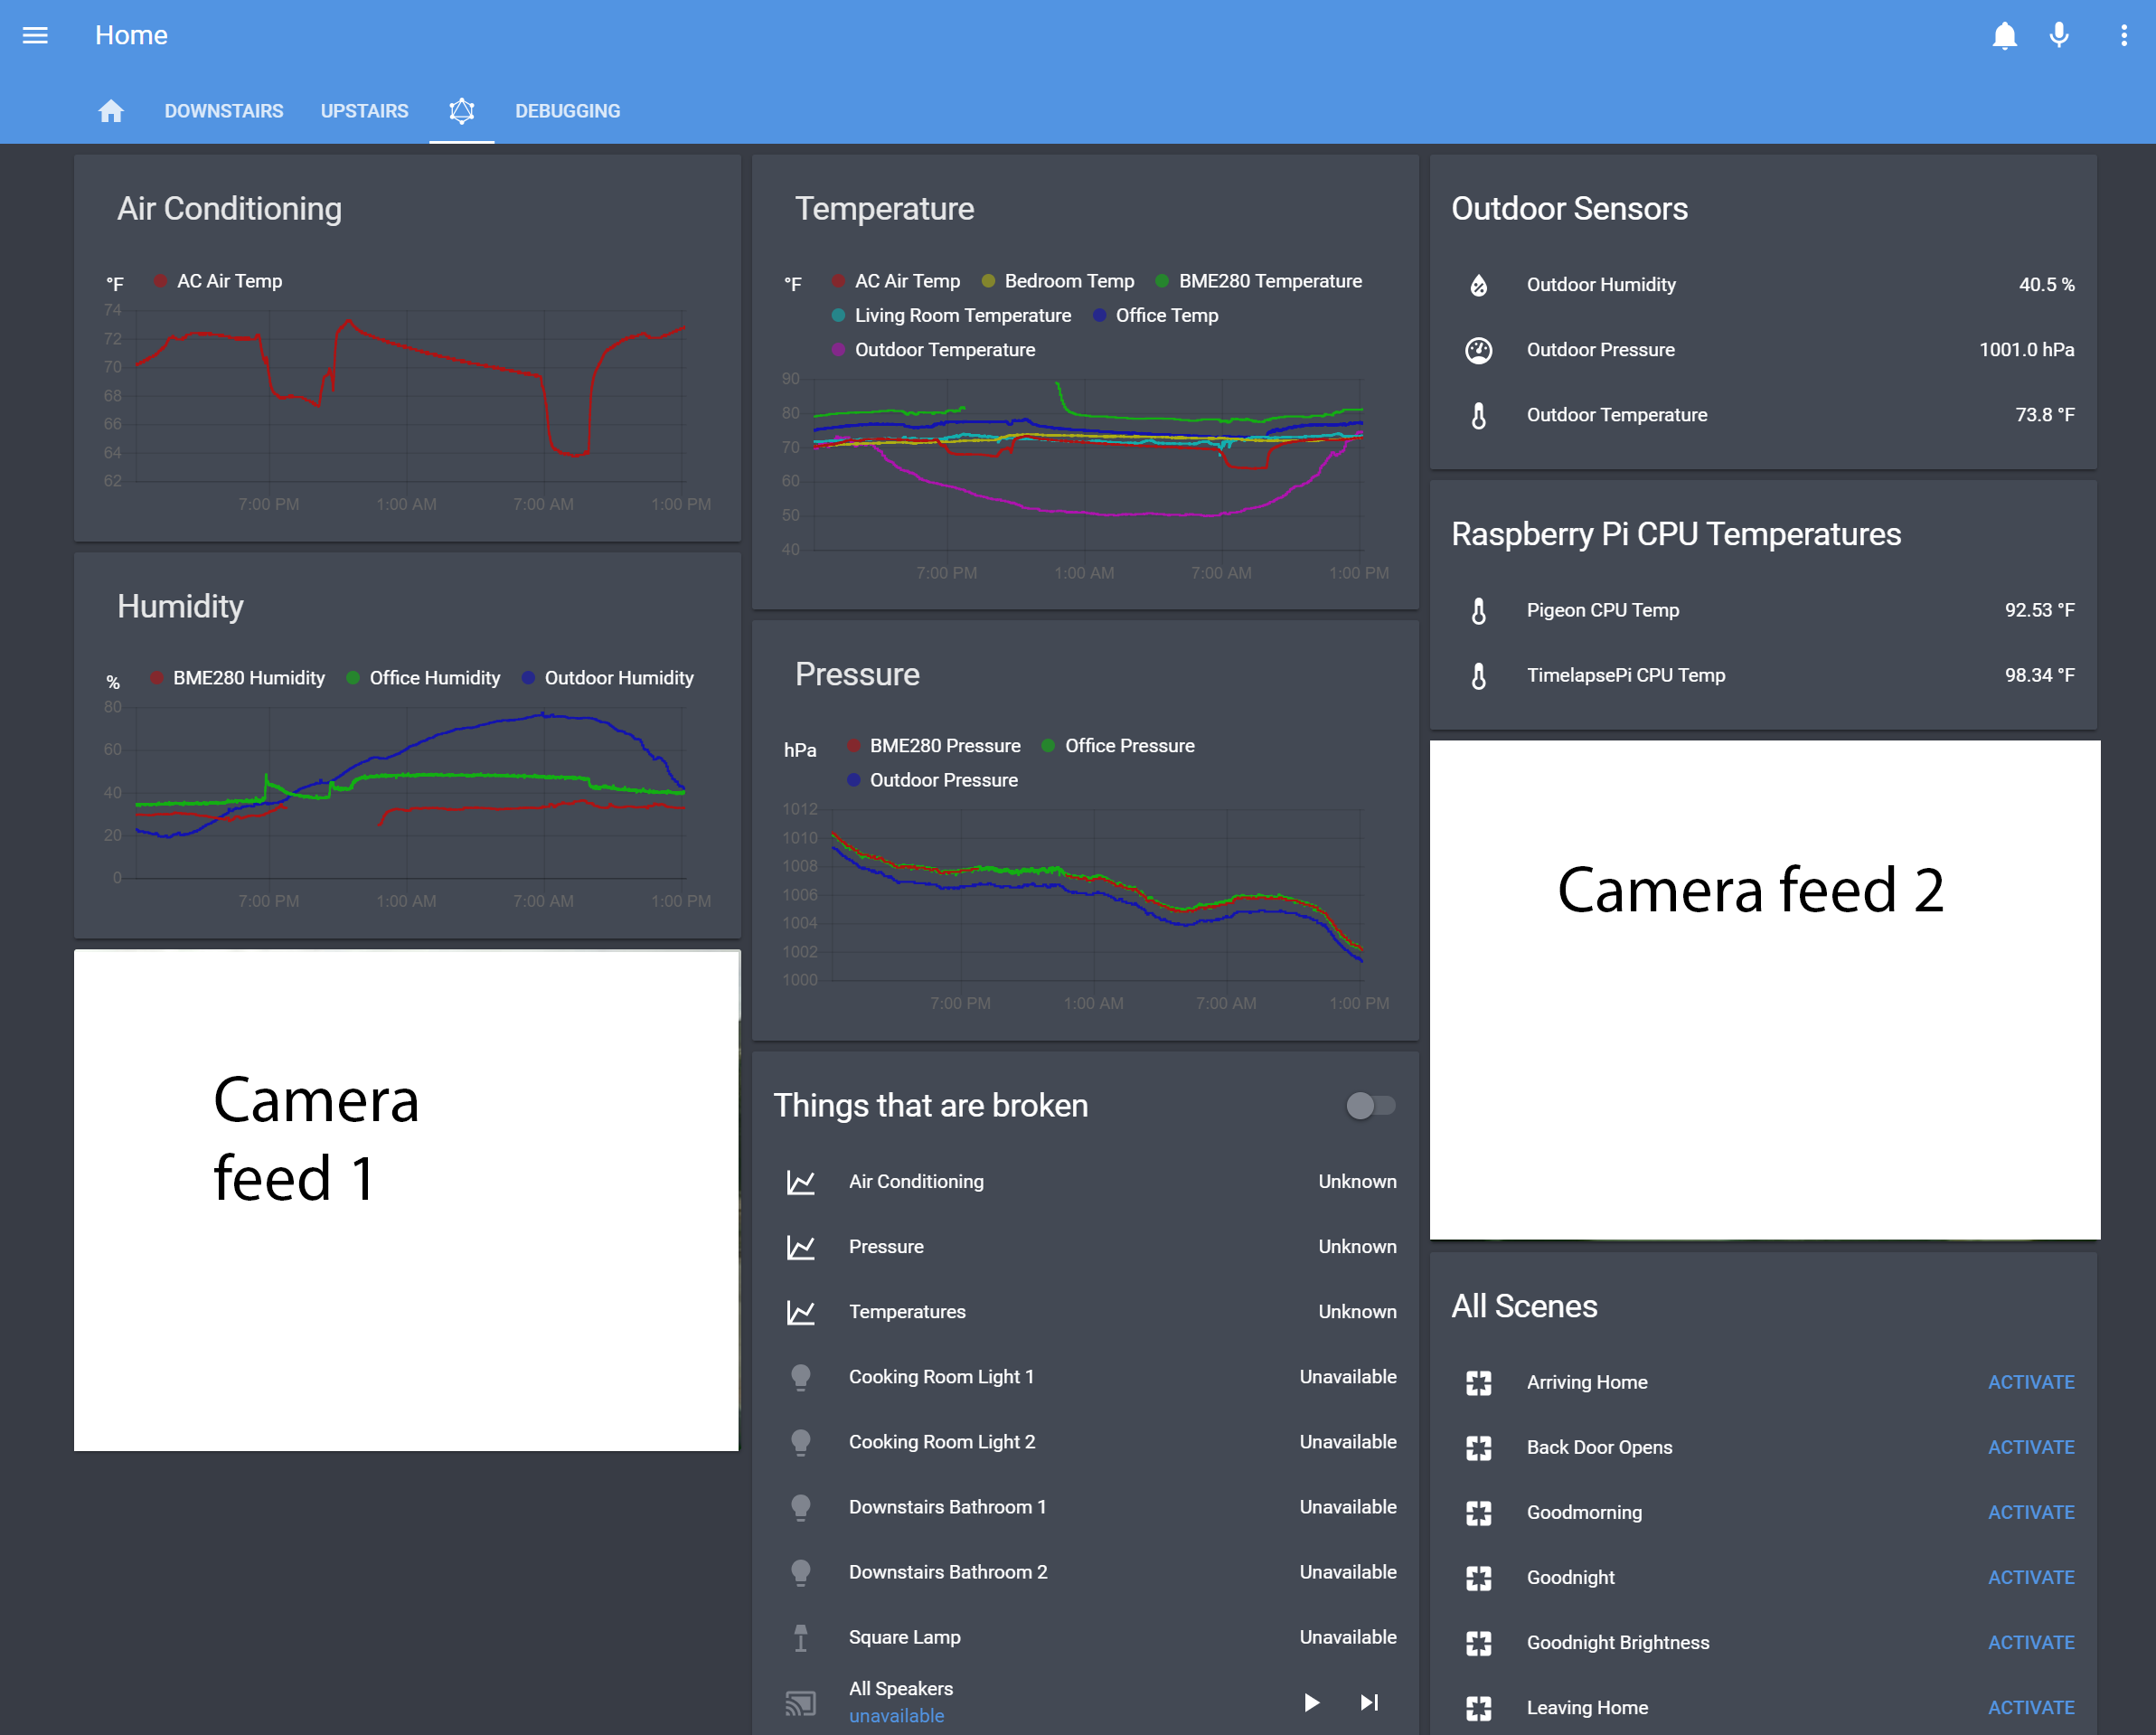 Home
DOWNSTAIRS UPSTAIRS DEBUGGING
Air Conditioning
°F AC Air Temp
74
72
70
68
66
64
62
7:00 PM 1:00 AM 7:00 AM 1:00 PM
Humidity
% BME280 Humidity Office Humidity Outdoor Humidity
80
60
40
20
0
7:00 PM 1:00 AM 7:00 AM 1:00 PM
Camera
feed 1
Temperature
°F AC Air Temp Bedroom Temp BME280 Temperature
Living Room Temperature Office Temp
Outdoor Temperature
90
80
70
60
50
40
7:00 PM 1:00 AM 7:00 AM 1:00 PM
Pressure
hPa BME280 Pressure Office Pressure
Outdoor Pressure
1012
1010
1008
1006
1004
1002
1000
7:00 PM 1:00 AM 7:00 AM 1:00 PM
Things that are broken
Air Conditioning Unknown
Pressure Unknown
Temperatures Unknown
Cooking Room Light 1 Unavailable
Cooking Room Light 2 Unavailable
Downstairs Bathroom 1 Unavailable
Downstairs Bathroom 2 Unavailable
Square Lamp Unavailable
All Speakers
unavailable
Outdoor Sensors
Outdoor Humidity 40.5 %
Outdoor Pressure 1001.0 hPa
Outdoor Temperature 73.8 °F
Raspberry Pi CPU Temperatures
Pigeon CPU Temp 92.53 °F
TimelapsePi CPU Temp 98.34 °F
Camera feed 2
All Scenes
Arriving Home ACTIVATE
Back Door Opens ACTIVATE
Goodmorning ACTIVATE
Goodnight ACTIVATE
Goodnight Brightness ACTIVATE
Leaving Home ACTIVATE